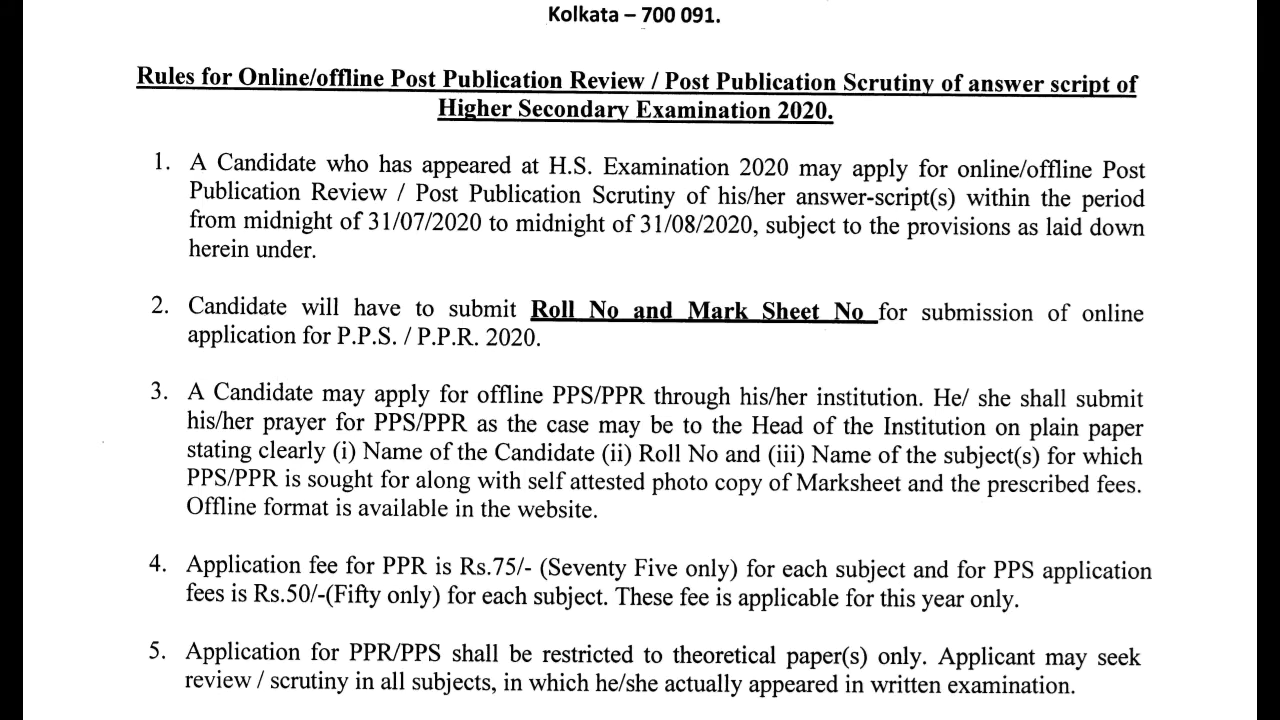 Kolkata – 700 091.
Rules for Online/offline Post Publication Review / Post Publication Scrutiny of answer script of
Higher Secondary Examination 2020.
1. A Candidate who has appeared at H.S. Examination 2020 may apply for online/offline Post
Publication Review / Post Publication Scrutiny of his/her answer-script(s) within the period
from midnight of 31/07/2020 to midnight of 31/08/2020, subject to the provisions as laid down
herein under.
2. Candidate will have to submit Roll No and Mark Sheet No for submission of online
application for P.P.S. / P.P.R. 2020.
3. A Candidate may apply for offline PPS/PPR through his/her institution. He/ she shall submit
his/her prayer for PPS/PPR as the case may be to the Head of the Institution on plain paper
stating clearly (i) Name of the Candidate (ii) Roll No and (iii) Name of the subject(s) for which
PPS/PPR is sought for along with self attested photo copy of Marksheet and the prescribed fees.
Offline format is available in the website.
4. Application fee for PPR is Rs.75/- (Seventy Five only) for each subject and for PPS application
fees is Rs.50/-(Fifty only) for each subject. These fee is applicable for this year only.
5. Application for PPR/PPS shall be restricted to theoretical paper(s) only. Applicant may seek
review / scrutiny in all subjects, in which he/she actually appeared in written examination.